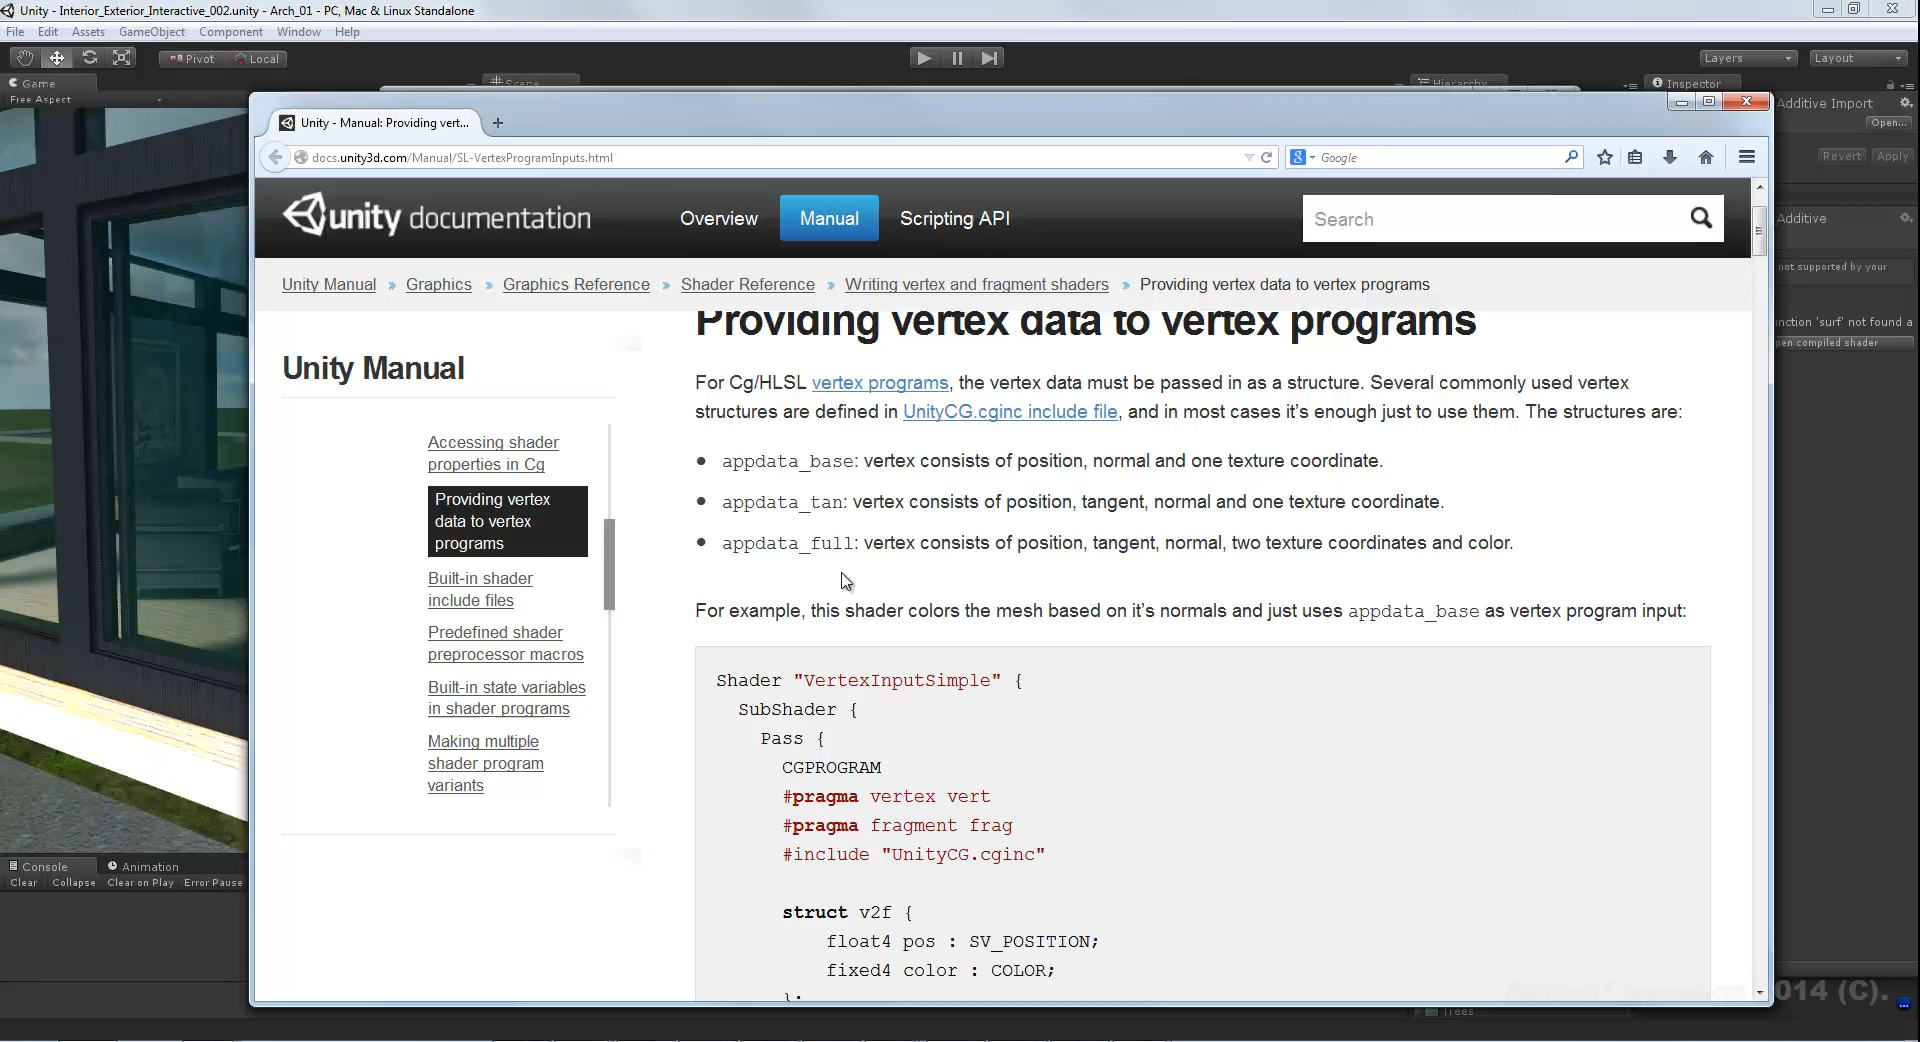 Unity - Interior_Exterior_Interactive_002.unity - Arch_01 - PC, Mac & Linux Standalone
File Edit Assets GameObject Component Window Help
Pivot Local Layers Layout
Game Scene Hierarchy Inspector
Free Aspect
Additive Import
Open...
Revert Apply
Additive
not supported by your
nction 'surf' not found a
pen compiled shader
Unity - Manual: Providing vert...
docs.unity3d.com/Manual/SL-VertexProgramInputs.html
Google
unity documentation
Overview Manual Scripting API
Search
Unity Manual » Graphics » Graphics Reference » Shader Reference » Writing vertex and fragment shaders » Providing vertex data to vertex programs
Unity Manual
Accessing shader
properties in Cg
Providing vertex
data to vertex
programs
Built-in shader
include files
Predefined shader
preprocessor macros
Built-in state variables
in shader programs
Making multiple
shader program
variants
Providing vertex data to vertex programs
For Cg/HLSL vertex programs, the vertex data must be passed in as a structure. Several commonly used vertex
structures are defined in UnityCG.cginc include file, and in most cases it's enough just to use them. The structures are:
• appdata_base: vertex consists of position, normal and one texture coordinate.
• appdata_tan: vertex consists of position, tangent, normal and one texture coordinate.
• appdata_full: vertex consists of position, tangent, normal, two texture coordinates and color.
For example, this shader colors the mesh based on it's normals and just uses appdata_base as vertex program input:
Shader "VertexInputSimple" {
SubShader {
Pass {
CGPROGRAM
#pragma vertex vert
#pragma fragment frag
#include "UnityCG.cginc"
struct v2f {
float4 pos : SV_POSITION;
fixed4 color : COLOR;
};
Console Animation
Clear Collapse Clear on Play Error Pause
014 (C).
Trees